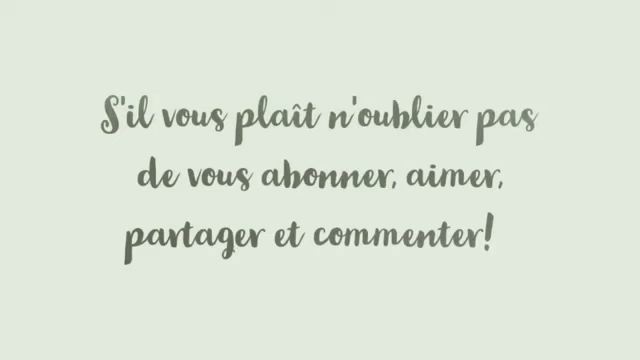 S'il vous plaît n'oublier pas
de vous abonner, aimer,
partager et commenter!